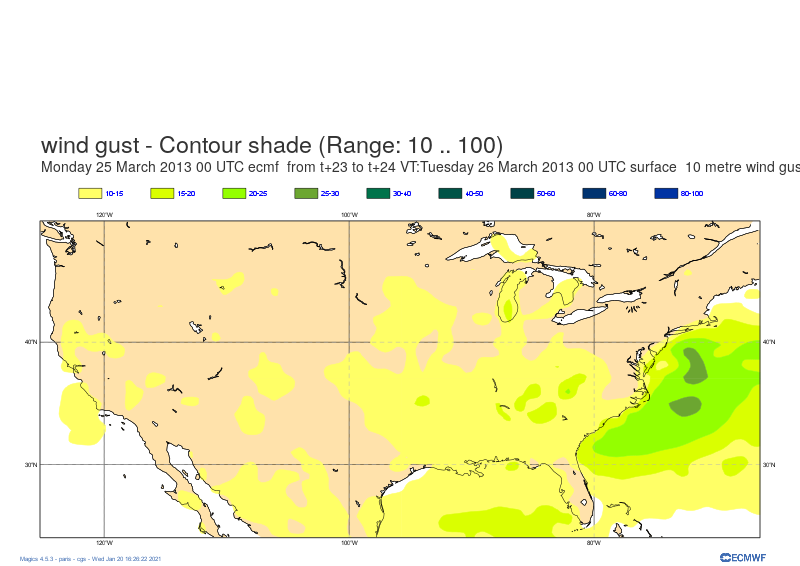 wind gust - Contour shade (Range: 10 .. 100)
Monday 25 March 2013 00 UTC ecmf  from t+23 to t+24 VT:Tuesday 26 March 2013 00 UTC surface  10 metre wind gus
10-15 15-20 20-25 25-30 30-40 40-50 50-60 60-80 80-100
120°W 100°W 80°W
40°N 40°N
30°N 30°N
120°W 100°W 80°W
Magics 4.5.3 - paris - cgs - Wed Jan 20 16:26:22 2021
ECMWF